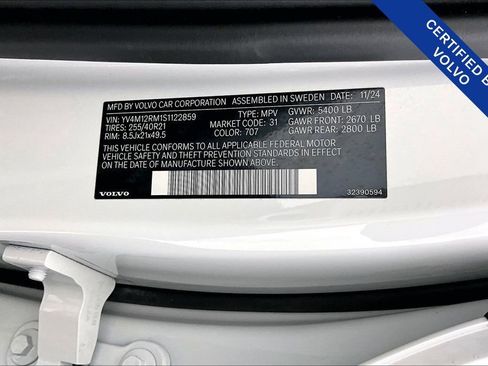 CERTIFIED BY
VOLVO
MFD BY VOLVO CAR CORPORATION ASSEMBLED IN SWEDEN DATE: 11/24
VIN: YV4M12RM1S1122859 TYPE: MPV GVWR: 5400 LB
TIRES: 255/40R21 MARKET: 31 GAWR FRONT: 2670 LB
RIM: 8.5Jx21x49.5 COLOR: 707 GAWR REAR: 2800 LB
THIS VEHICLE CONFORMS TO ALL APPLICABLE FEDERAL MOTOR
VEHICLE SAFETY, BUMPER, AND THEFT PREVENTION STANDARDS IN EFFECT
ON THE DATE OF MANUFACTURE SHOWN ABOVE.
VOLVO 32390594